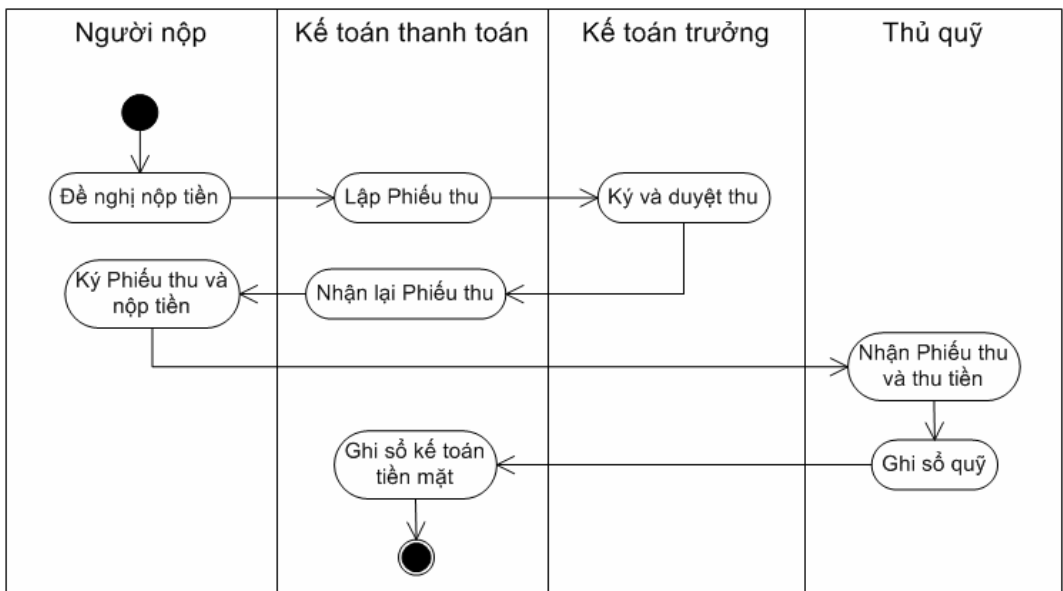 Người nộp
Kế toán thanh toán
Kế toán trưởng
Thủ quỹ
Đề nghị nộp tiền
Lập Phiếu thu
Ký và duyệt thu
Ký Phiếu thu và
nộp tiền
Nhận lại Phiếu thu
Nhận Phiếu thu
và thu tiền
Ghi sổ kế toán
tiền mặt
Ghi sổ quỹ